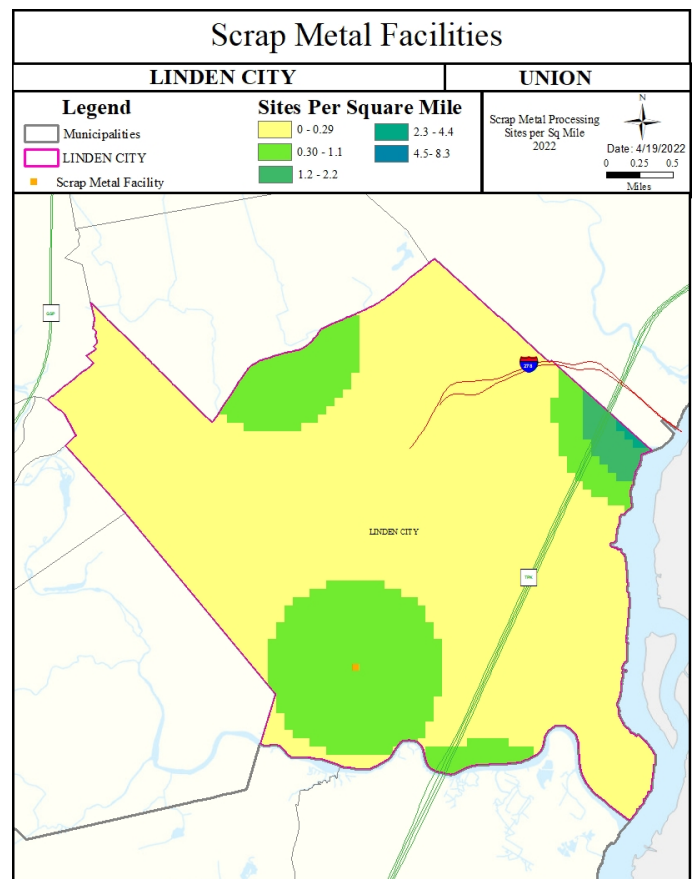 Scrap Metal Facilities
LINDEN CITY
UNION
Legend
Municipalities
LINDEN CITY
Scrap Metal Facility
Sites Per Square Mile
0 - 0.29
0.30 - 1.1
1.2 - 2.2
2.3 - 4.4
4.5- 8.3
Scrap Metal Processing
Sites per Sq Mile
2022
N
Date: 4/19/2022
0 0.25 0.5
Miles
GSP
278
LINDEN CITY
TPK